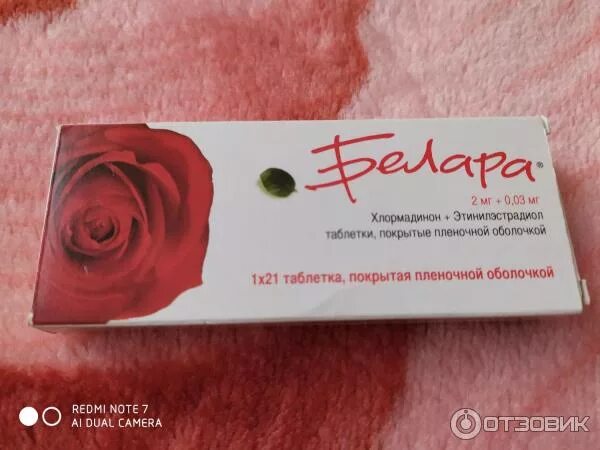 Белара®
2 мг + 0,03 мг
Хлормадинон + Этинилэстрадиол
таблетки, покрытые пленочной оболочкой
1x21 таблетка, покрытая пленочной оболочкой
REDMI NOTE 7
AI DUAL CAMERA
ОТЗОВИК